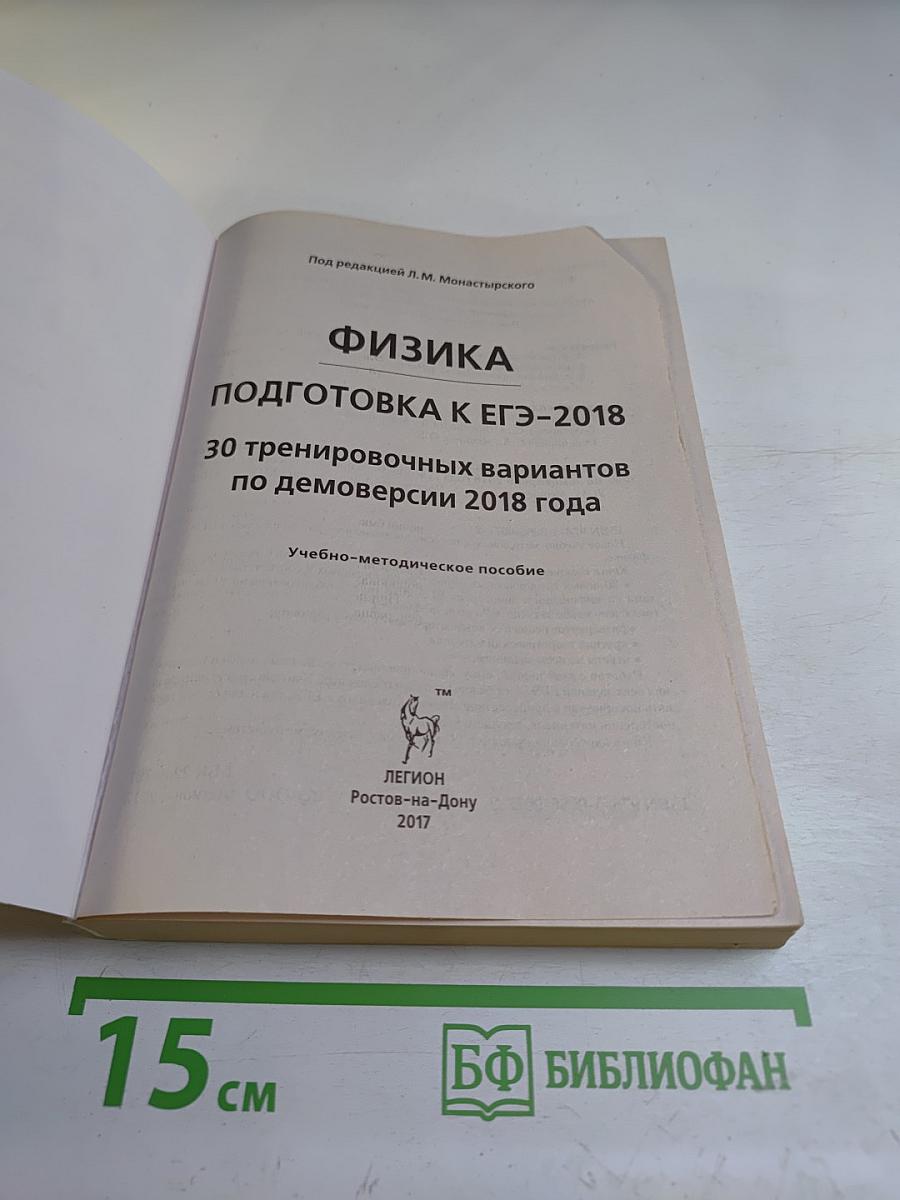 Под редакцией Л. М. Монастырского
ФИЗИКА
ПОДГОТОВКА К ЕГЭ-2018
30 тренировочных вариантов
по демоверсии 2018 года
Учебно-методическое пособие
TM
ЛЕГИОН
Ростов-на-Дону
2017
15 см
БФ БИБЛИОФАН